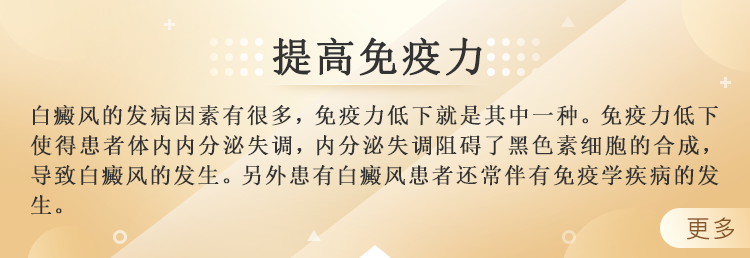 提高免疫力
白癜风的发病因素有很多，免疫力低下就是其中一种。免疫力低下
使得患者体内内分泌失调，内分泌失调阻碍了黑色素细胞的合成，
导致白癜风的发生。另外患有白癜风患者还常伴有免疫学疾病的发
生。
更多